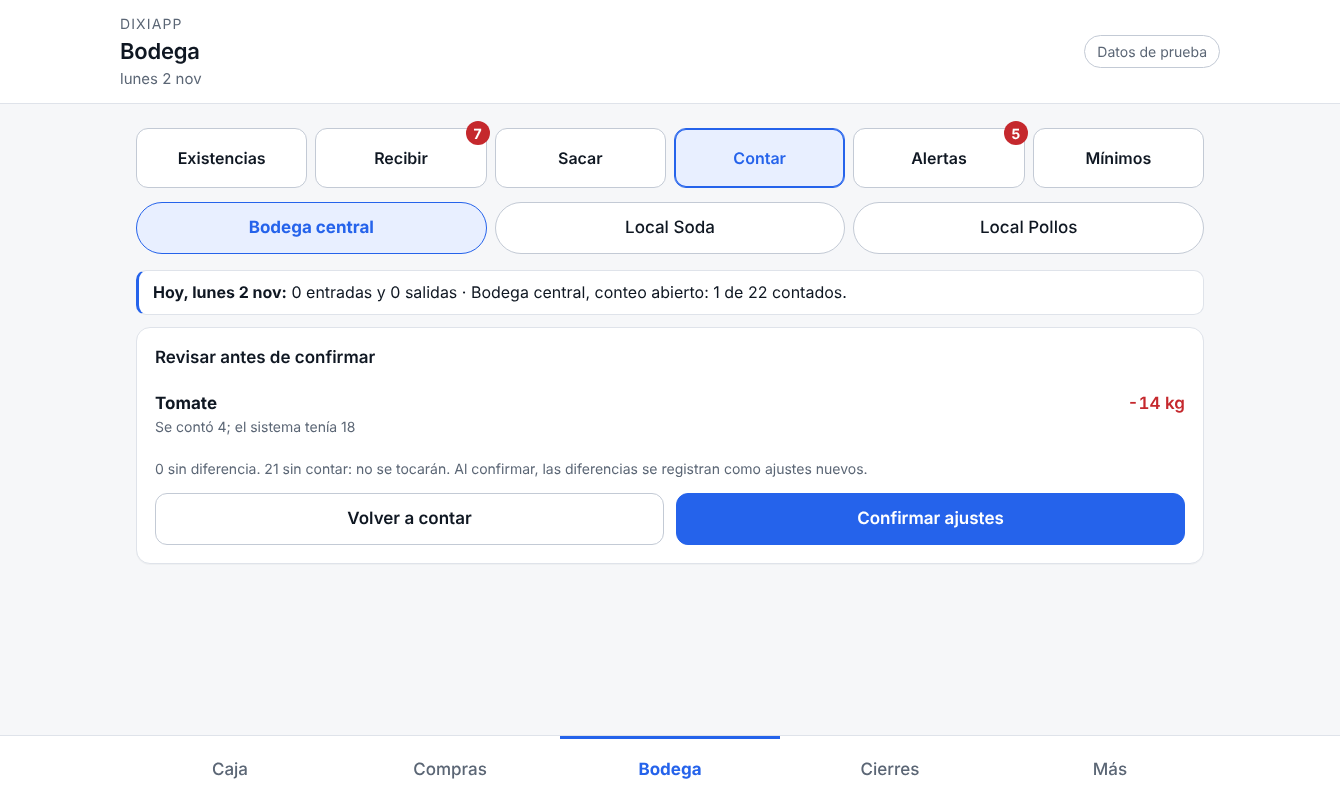 DIXIAPP
Bodega
lunes 2 nov
Datos de prueba
Existencias
Recibir
7
Sacar
Contar
Alertas
5
Mínimos
Bodega central
Local Soda
Local Pollos
Hoy, lunes 2 nov: 0 entradas y 0 salidas · Bodega central, conteo abierto: 1 de 22 contados.
Revisar antes de confirmar
Tomate
-14 kg
Se contó 4; el sistema tenía 18
0 sin diferencia. 21 sin contar: no se tocarán. Al confirmar, las diferencias se registran como ajustes nuevos.
Volver a contar
Confirmar ajustes
Caja
Compras
Bodega
Cierres
Más